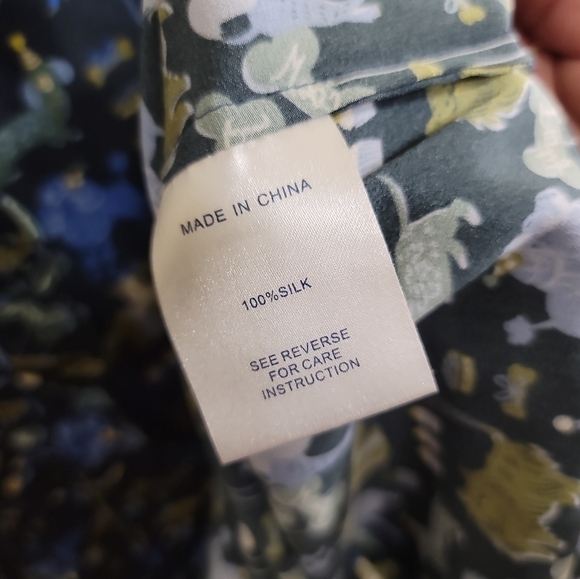 MADE IN CHINA
100%SILK
SEE REVERSE
FOR CARE
INSTRUCTION